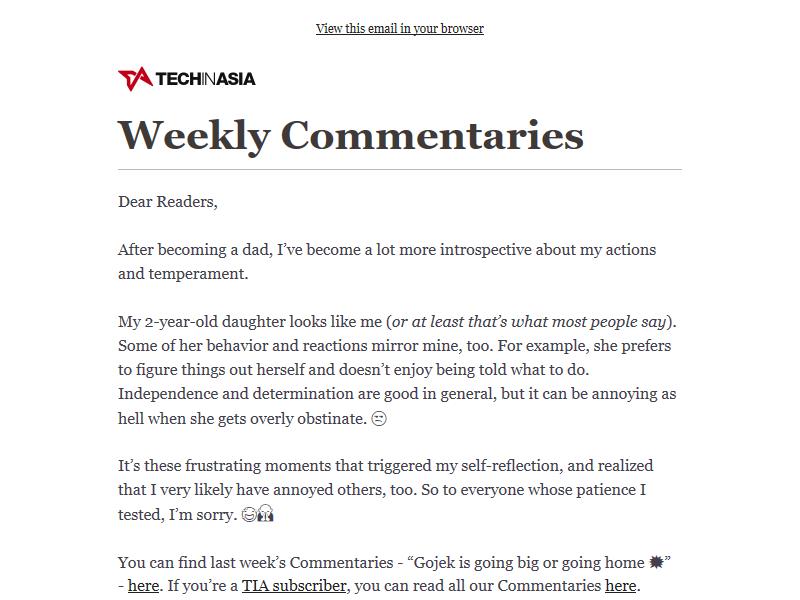 View this email in your browser
TECHINASIA
Weekly Commentaries
Dear Readers,
After becoming a dad, I’ve become a lot more introspective about my actions
and temperament.
My 2-year-old daughter looks like me (or at least that’s what most people say).
Some of her behavior and reactions mirror mine, too. For example, she prefers
to figure things out herself and doesn’t enjoy being told what to do.
Independence and determination are good in general, but it can be annoying as
hell when she gets overly obstinate. 😒
It’s these frustrating moments that triggered my self-reflection, and realized
that I very likely have annoyed others, too. So to everyone whose patience I
tested, I’m sorry. 😅🙏
You can find last week’s Commentaries - “Gojek is going big or going home 💥”
- here. If you’re a TIA subscriber, you can read all our Commentaries here.